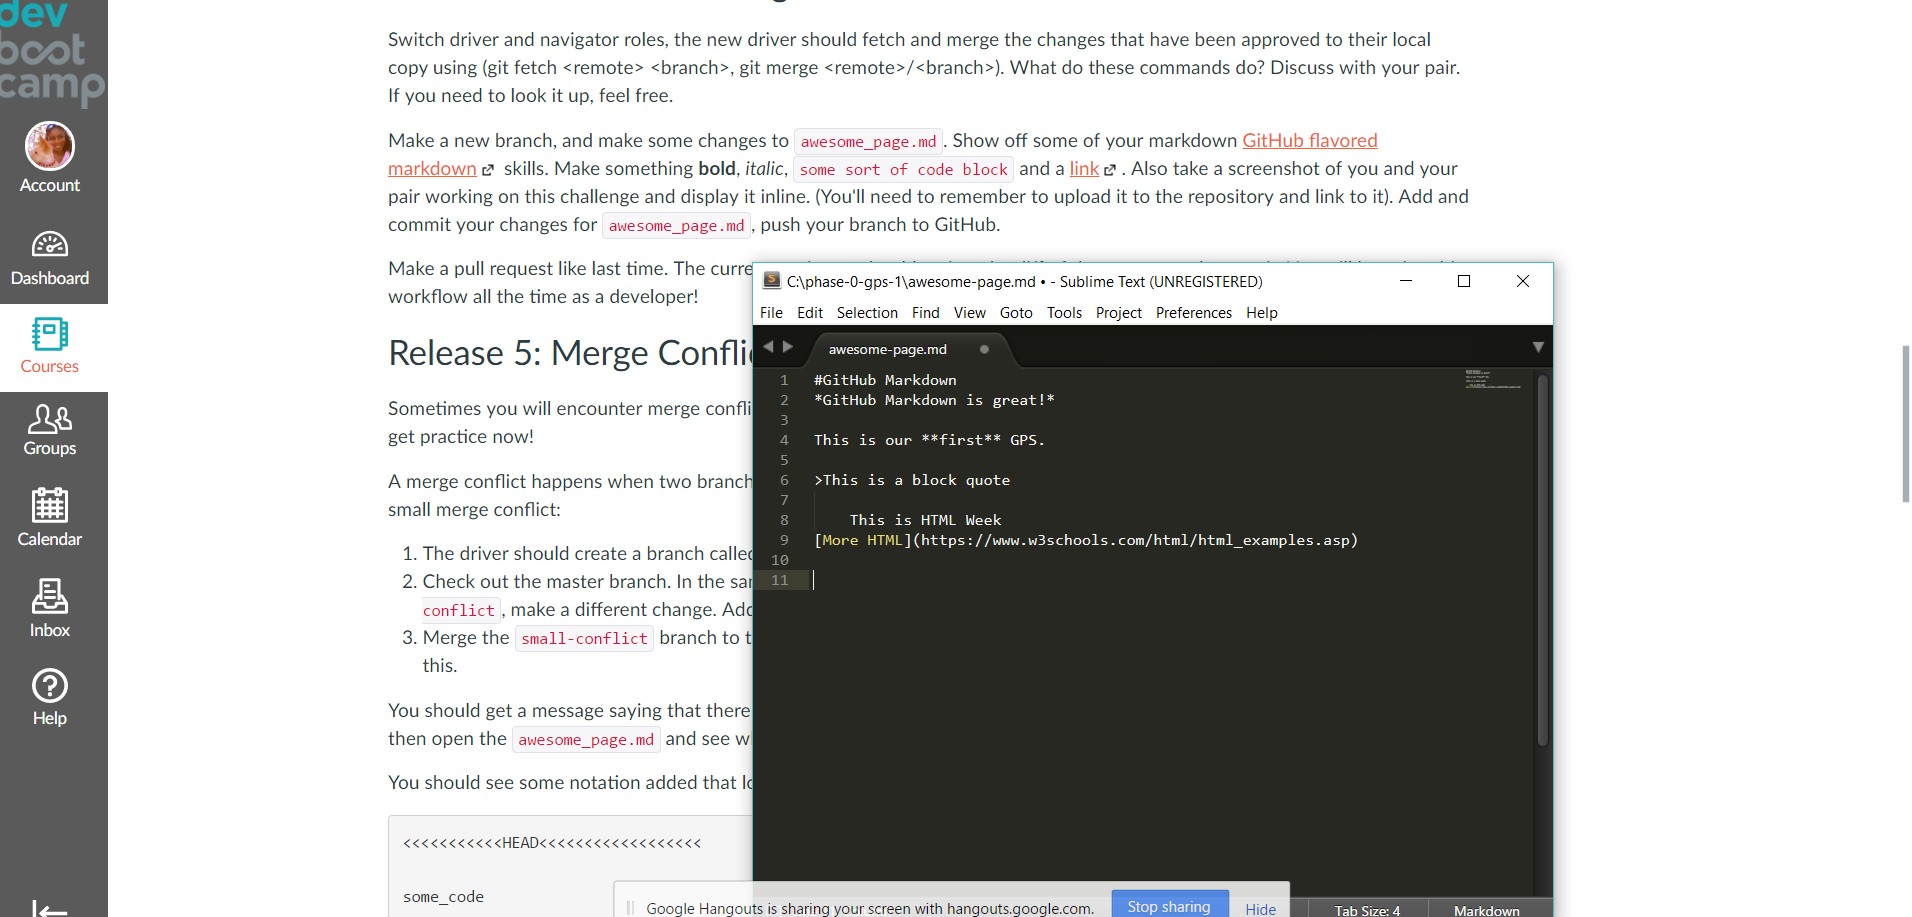 dev
boot
camp
Account
Dashboard
Courses
Groups
Calendar
Inbox
Help
Switch driver and navigator roles, the new driver should fetch and merge the changes that have been approved to their local
copy using (git fetch <remote> <branch>, git merge <remote>/<branch>). What do these commands do? Discuss with your pair.
If you need to look it up, feel free.
Make a new branch, and make some changes to awesome_page.md . Show off some of your markdown GitHub flavored
markdown skills. Make something bold, italic, some sort of code block and a link . Also take a screenshot of you and your
pair working on this challenge and display it inline. (You'll need to remember to upload it to the repository and link to it). Add and
commit your changes for awesome_page.md , push your branch to GitHub.
Make a pull request like last time. The curre
workflow all the time as a developer!
Release 5: Merge Confli
Sometimes you will encounter merge confli
get practice now!
A merge conflict happens when two branch
small merge conflict:
1. The driver should create a branch called
2. Check out the master branch. In the sa
conflict , make a different change. Add
3. Merge the small-conflict branch to t
this.
You should get a message saying that there
then open the awesome_page.md and see w
You should see some notation added that lo
<<<<<<<<<<<HEAD<<<<<<<<<<<<<<<<<<
some_code
C:\phase-0-gps-1\awesome-page.md • - Sublime Text (UNREGISTERED)
File Edit Selection Find View Goto Tools Project Preferences Help
awesome-page.md
1 #GitHub Markdown
2 *GitHub Markdown is great!*
3
4 This is our **first** GPS.
5
6 >This is a block quote
7
8 This is HTML Week
9 [More HTML](https://www.w3schools.com/html/html_examples.asp)
10
11
Google Hangouts is sharing your screen with hangouts.google.com. Stop sharing Hide
Tab Size: 4 Markdown